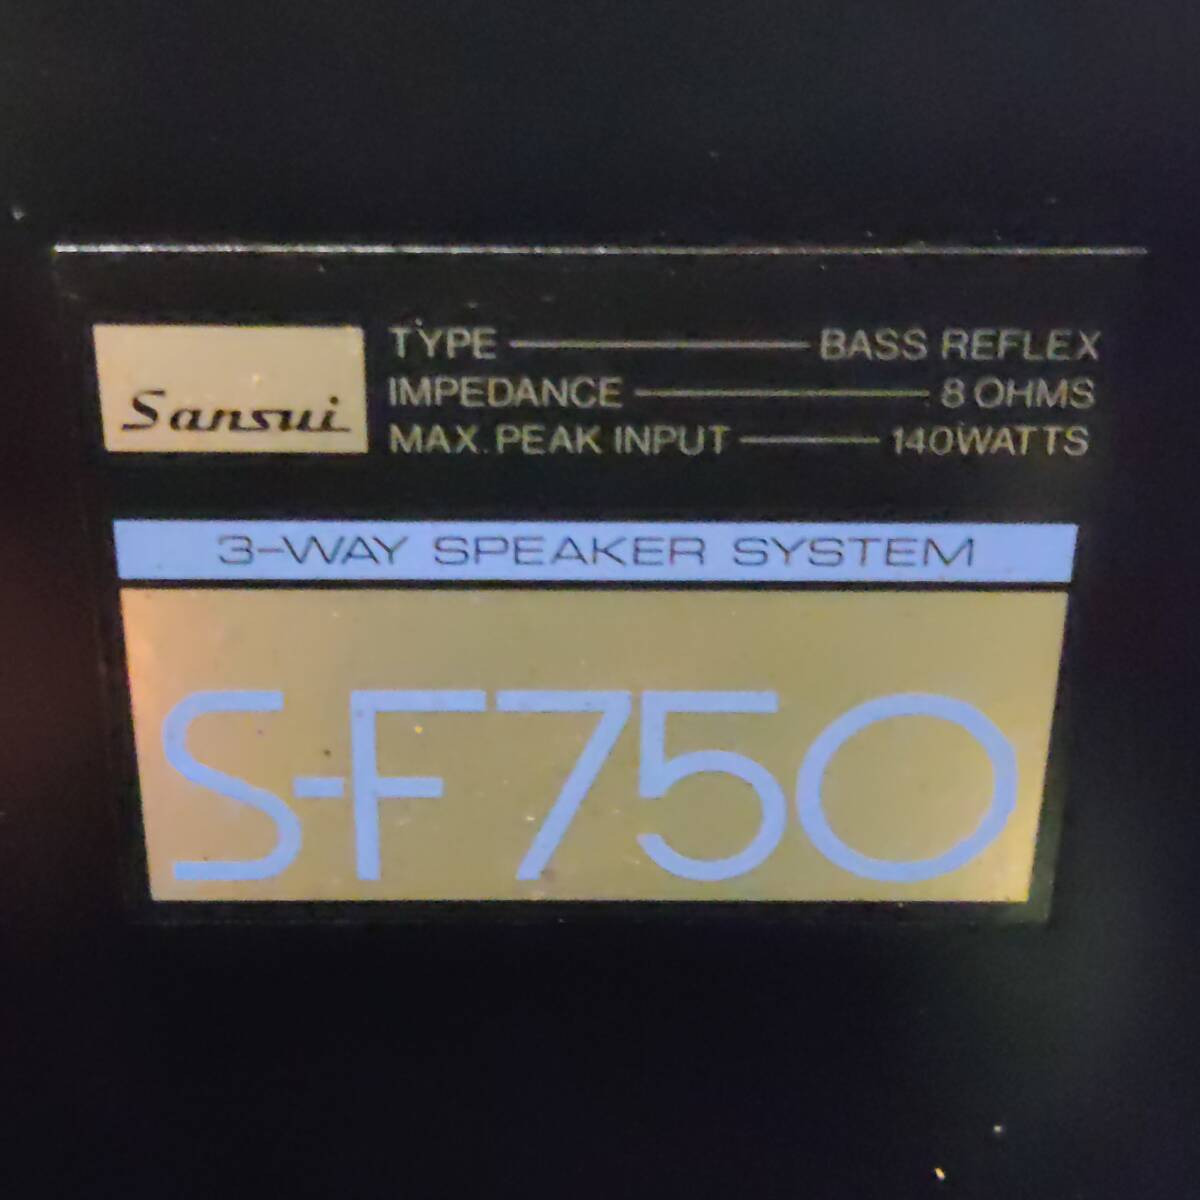 Sansui
TYPE — BASS REFLEX
IMPEDANCE — 8 OHMS
MAX. PEAK INPUT — 140WATTS
3-WAY SPEAKER SYSTEM
S-F750